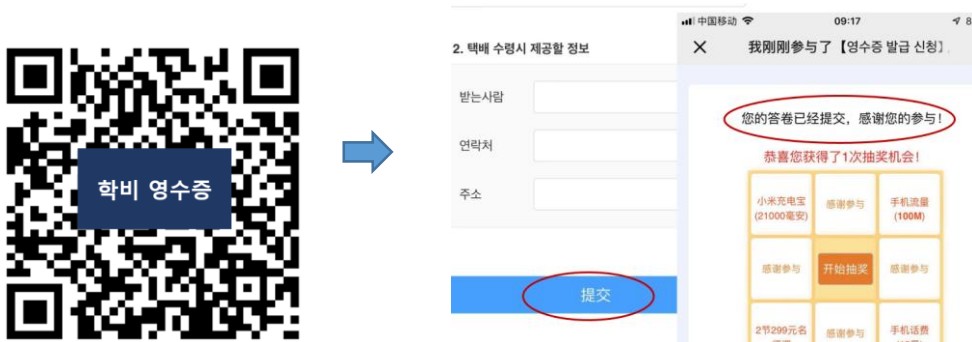 학비 영수증
2. 택배 수령시 제공할 정보
받는사람
연락처
주소
提交
中国移动
09:17
8
我刚刚参与了【영수증 발급 신청】
您的答卷已经提交，感谢您的参与！
恭喜您获得了1次抽奖机会！
小米充电宝
(21000毫安)
感谢参与
手机流量
(100M)
感谢参与
开始抽奖
感谢参与
2节299元名
感谢参与
手机话费